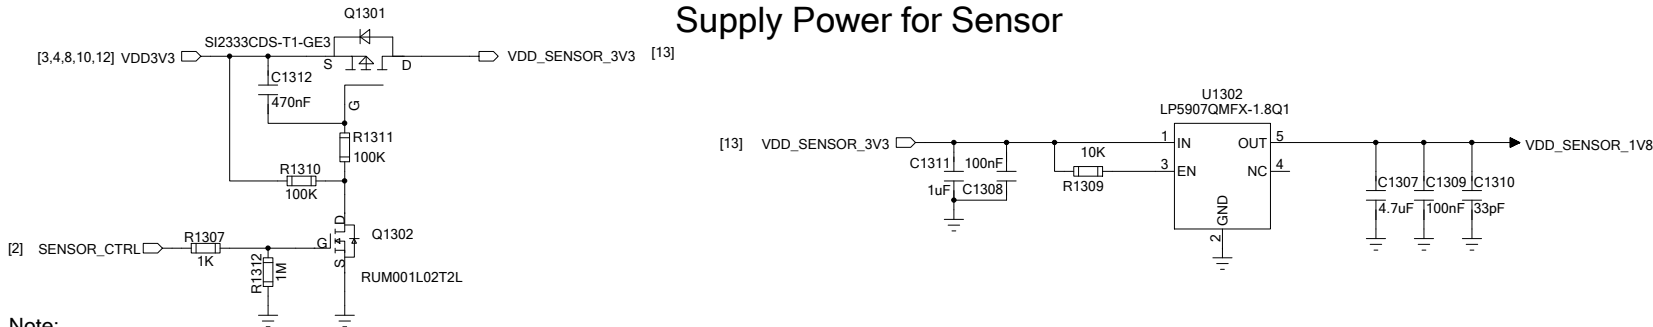 Supply Power for Sensor
Q1301
SI2333CDS-T1-GE3
[3,4,8,10,12] VDD3V3
S
D
VDD_SENSOR_3V3 [13]
C1312
470nF
G
R1311
100K
R1310
100K
D
[2] SENSOR_CTRL
R1307
1K
G
Q1302
S
R1312
1M
RUM001L02T2L
Note:
U1302
LP5907QMFX-1.8Q1
[13] VDD_SENSOR_3V3
1 IN
OUT 5
VDD_SENSOR_1V8
C1311
1uF
100nF
C1308
10K
R1309
3 EN
NC 4
GND
2
C1307 C1309 C1310
4.7uF 100nF 33pF